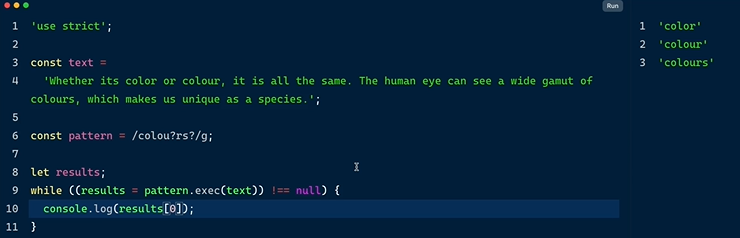 Run
1 'use strict';
2
3 const text =
4 'Whether its color or colour, it is all the same. The human eye can see a wide gamut of
colours, which makes us unique as a species.';
5
6 const pattern = /colou?rs?/g;
7
8 let results;
9 while ((results = pattern.exec(text)) !== null) {
10 console.log(results[0]);
11 }
1 'color'
2 'colour'
3 'colours'